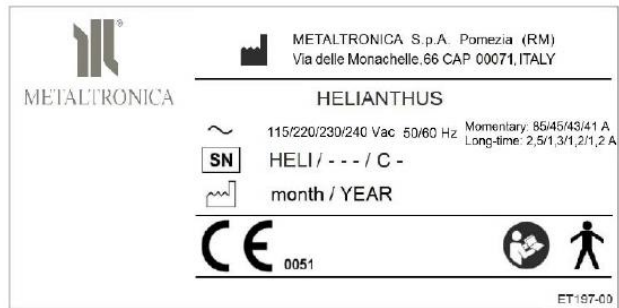 METALTRONICA
METALTRONICA S.p.A. Pomezia (RM)
Via delle Monachelle,66 CAP 00071, ITALY
HELIANTHUS
115/220/230/240 Vac 50/60 Hz
Momentary: 85/45/43/41 A
Long-time: 2,5/1,3/1,2/1,2 A
SN HELI / - - - / C -
month / YEAR
CE 0051
ET197-00